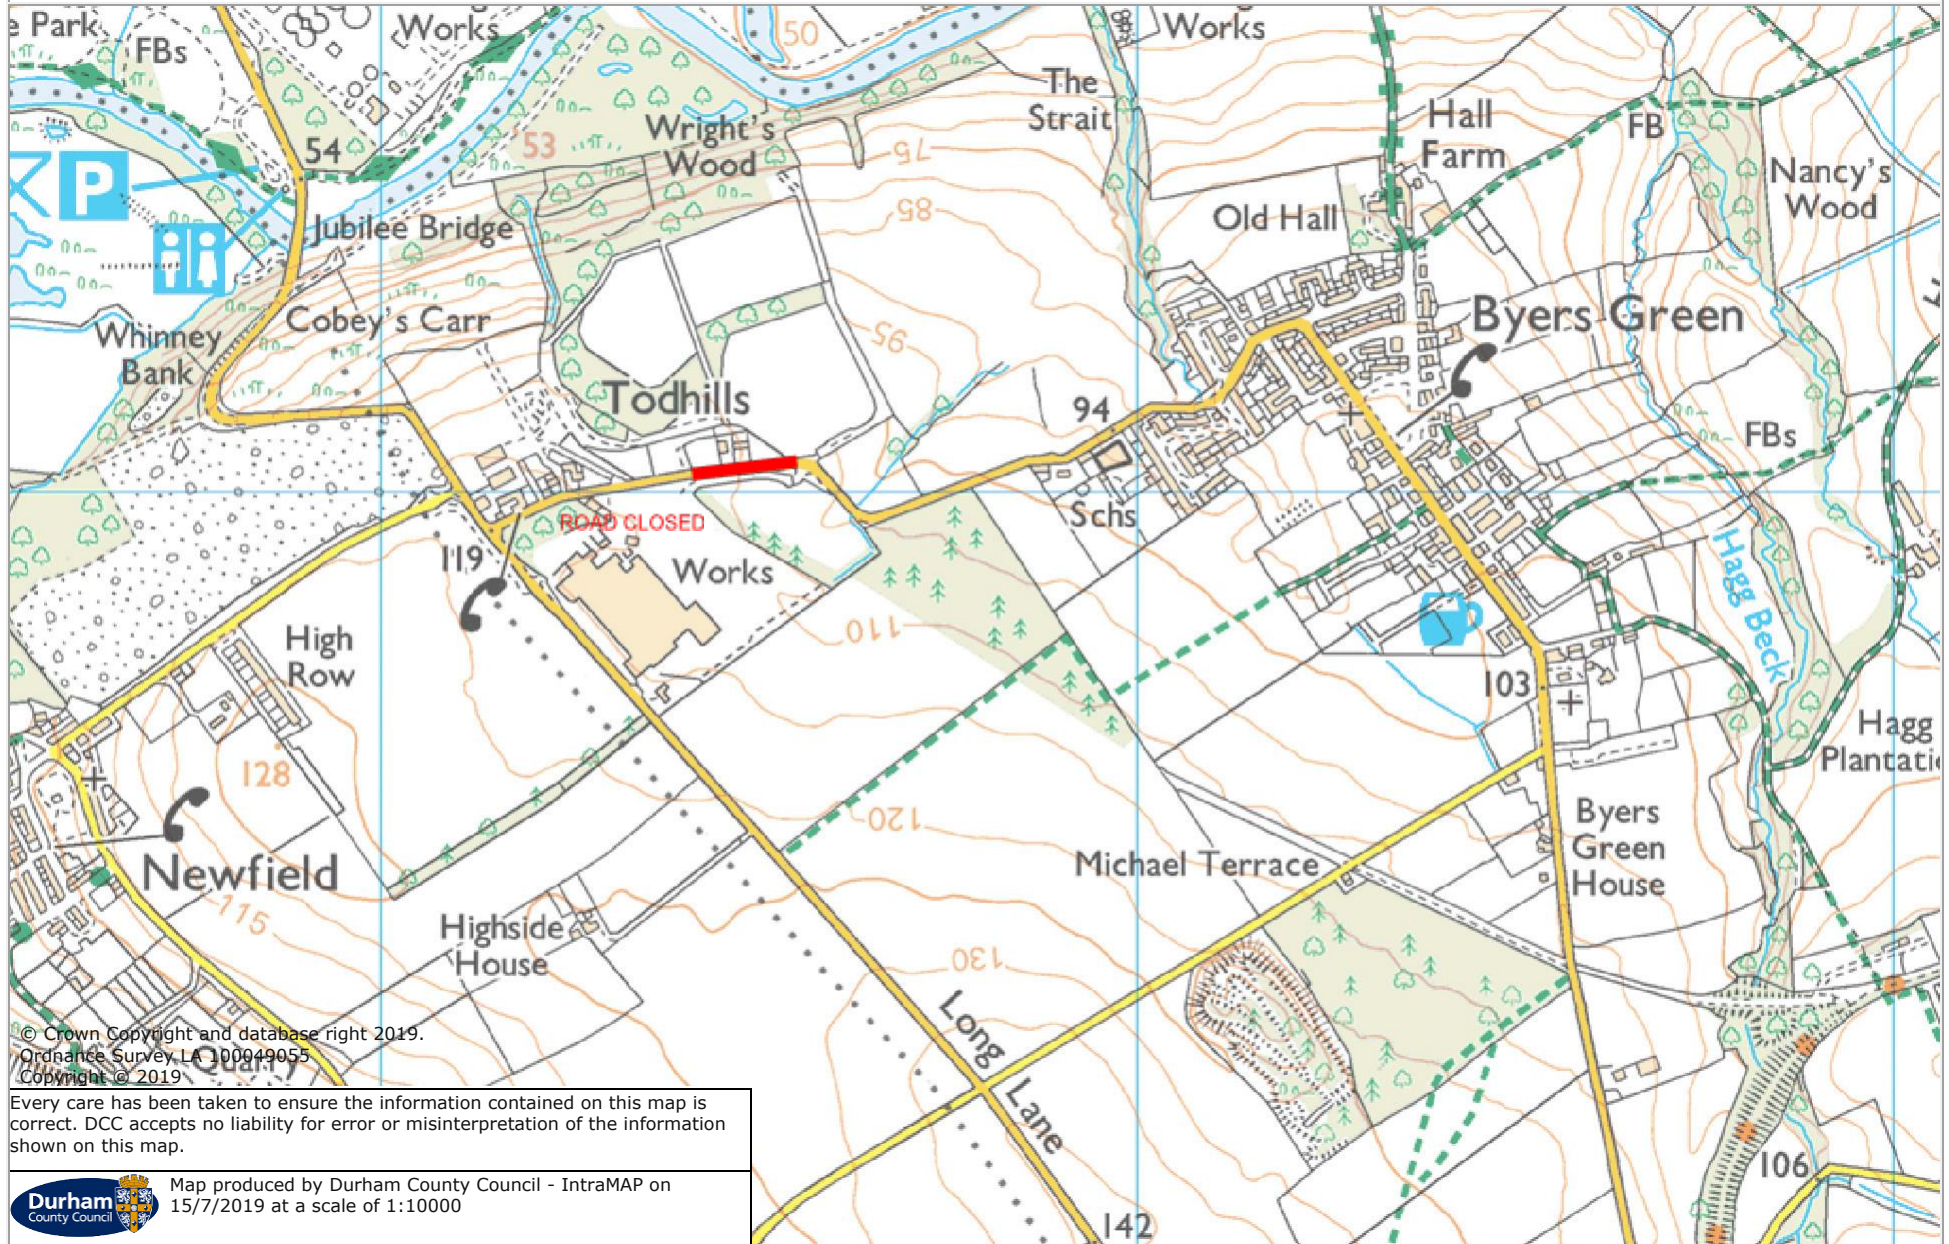 e Park
FBs
Works
50
Works
The
Strait
Hall
Farm
FB
Nancy's
Wood
54
53
Wright's
Wood
75
85
P
Jubilee Bridge
Old Hall
Cobey's Carr
Whinney
Bank
95
Byers Green
Todhills
94
FBs
ROAD CLOSED
Schs
119
Works
Hagg Beck
110
High
Row
103
Hagg
128
120
Byers
Green
House
Michael Terrace
Newfield
115
Highside
House
130
Long
Lane
Quarry
© Crown Copyright and database right 2019.
Ordnance Survey LA 100049055
Copyright © 2019
Every care has been taken to ensure the information contained on this map is
correct. DCC accepts no liability for error or misinterpretation of the information
shown on this map.
Durham
County Council
Map produced by Durham County Council - IntraMAP on
15/7/2019 at a scale of 1:10000
106
142